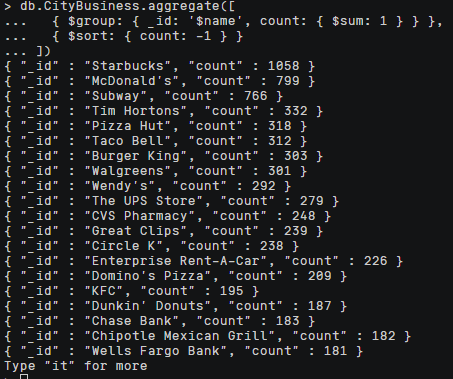 > db.CityBusiness.aggregate([
...   { $group: { _id: '$name', count: { $sum: 1 } } },
...   { $sort: { count: -1 } }
... ])
{ "_id" : "Starbucks", "count" : 1058 }
{ "_id" : "McDonald's", "count" : 799 }
{ "_id" : "Subway", "count" : 766 }
{ "_id" : "Tim Hortons", "count" : 332 }
{ "_id" : "Pizza Hut", "count" : 318 }
{ "_id" : "Taco Bell", "count" : 312 }
{ "_id" : "Burger King", "count" : 303 }
{ "_id" : "Walgreens", "count" : 301 }
{ "_id" : "Wendy's", "count" : 292 }
{ "_id" : "The UPS Store", "count" : 279 }
{ "_id" : "CVS Pharmacy", "count" : 248 }
{ "_id" : "Great Clips", "count" : 239 }
{ "_id" : "Circle K", "count" : 238 }
{ "_id" : "Enterprise Rent-A-Car", "count" : 226 }
{ "_id" : "Domino's Pizza", "count" : 209 }
{ "_id" : "KFC", "count" : 195 }
{ "_id" : "Dunkin' Donuts", "count" : 187 }
{ "_id" : "Chase Bank", "count" : 183 }
{ "_id" : "Chipotle Mexican Grill", "count" : 182 }
{ "_id" : "Wells Fargo Bank", "count" : 181 }
Type "it" for more
>